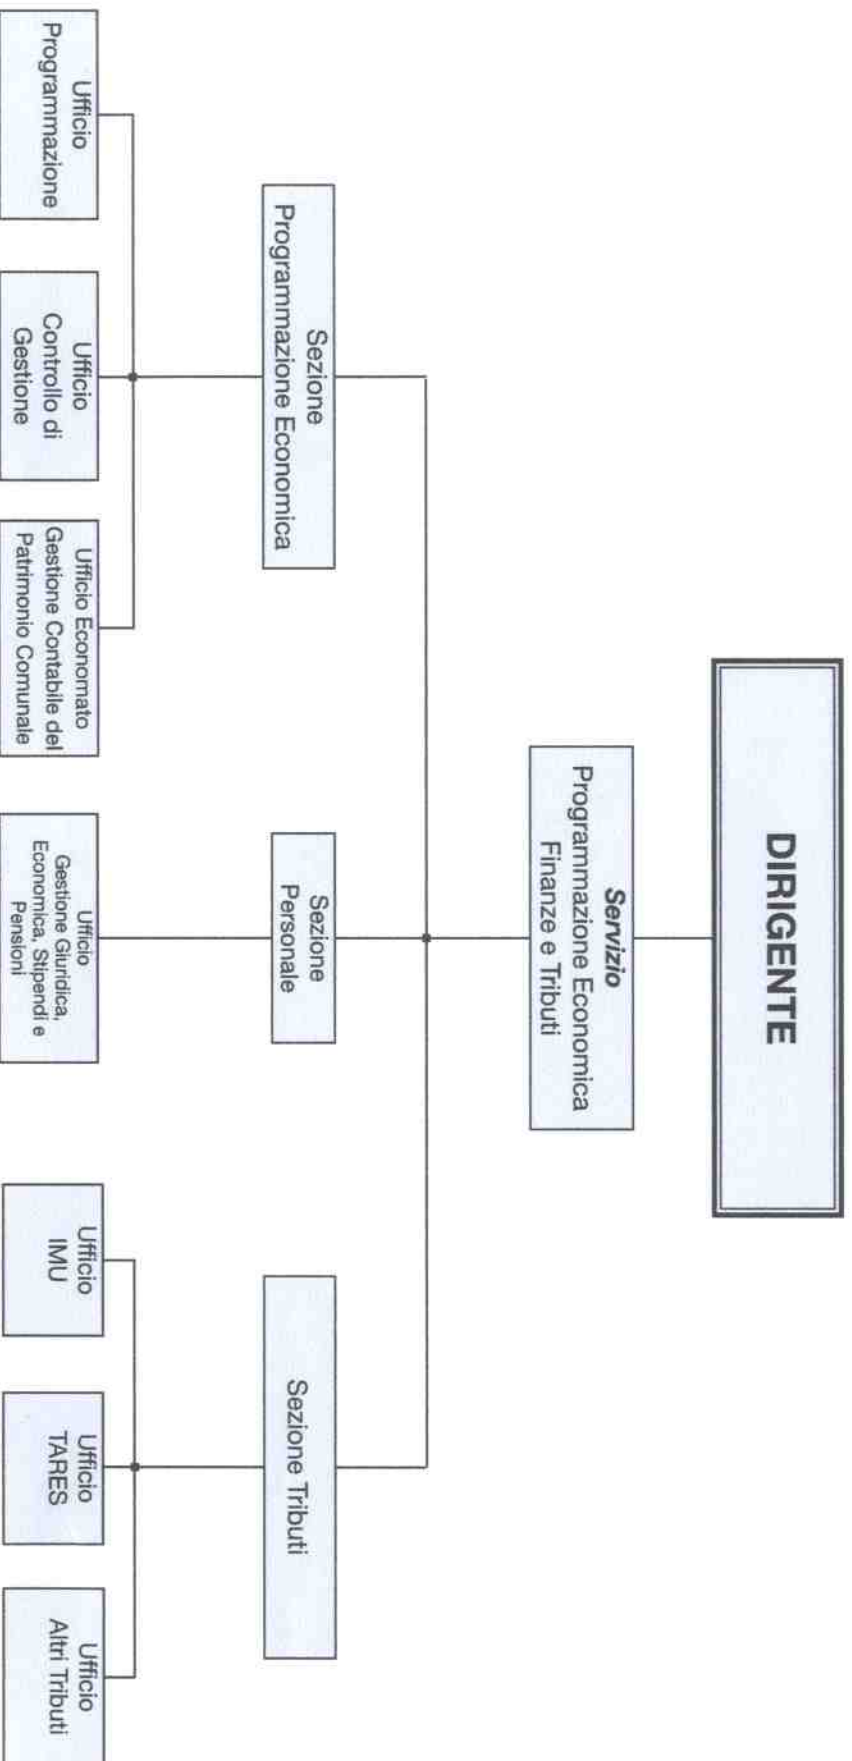 DIRIGENTE
Servizio
Programmazione Economica
Finanze e Tributi
Sezione
Programmazione Economica
Sezione
Personale
Sezione Tributi
Ufficio
Programmazione
Ufficio
Controllo di
Gestione
Ufficio Economato
Gestione Contabile del
Patrimonio Comunale
Ufficio
Gestione Giuridica,
Economica, Stipendi e
Pensioni
Ufficio
IMU
Ufficio
TARES
Ufficio
Altri Tributi